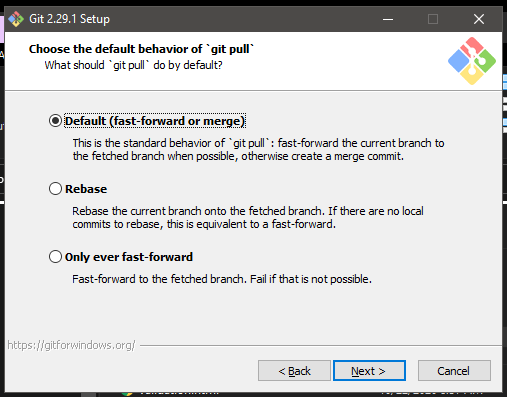 Git 2.29.1 Setup
Choose the default behavior of `git pull`
What should `git pull` do by default?
Default (fast-forward or merge)
This is the standard behavior of `git pull`: fast-forward the current branch to
the fetched branch when possible, otherwise create a merge commit.
Rebase
Rebase the current branch onto the fetched branch. If there are no local
commits to rebase, this is equivalent to a fast-forward.
Only ever fast-forward
Fast-forward to the fetched branch. Fail if that is not possible.
https://gitforwindows.org/
< Back
Next >
Cancel